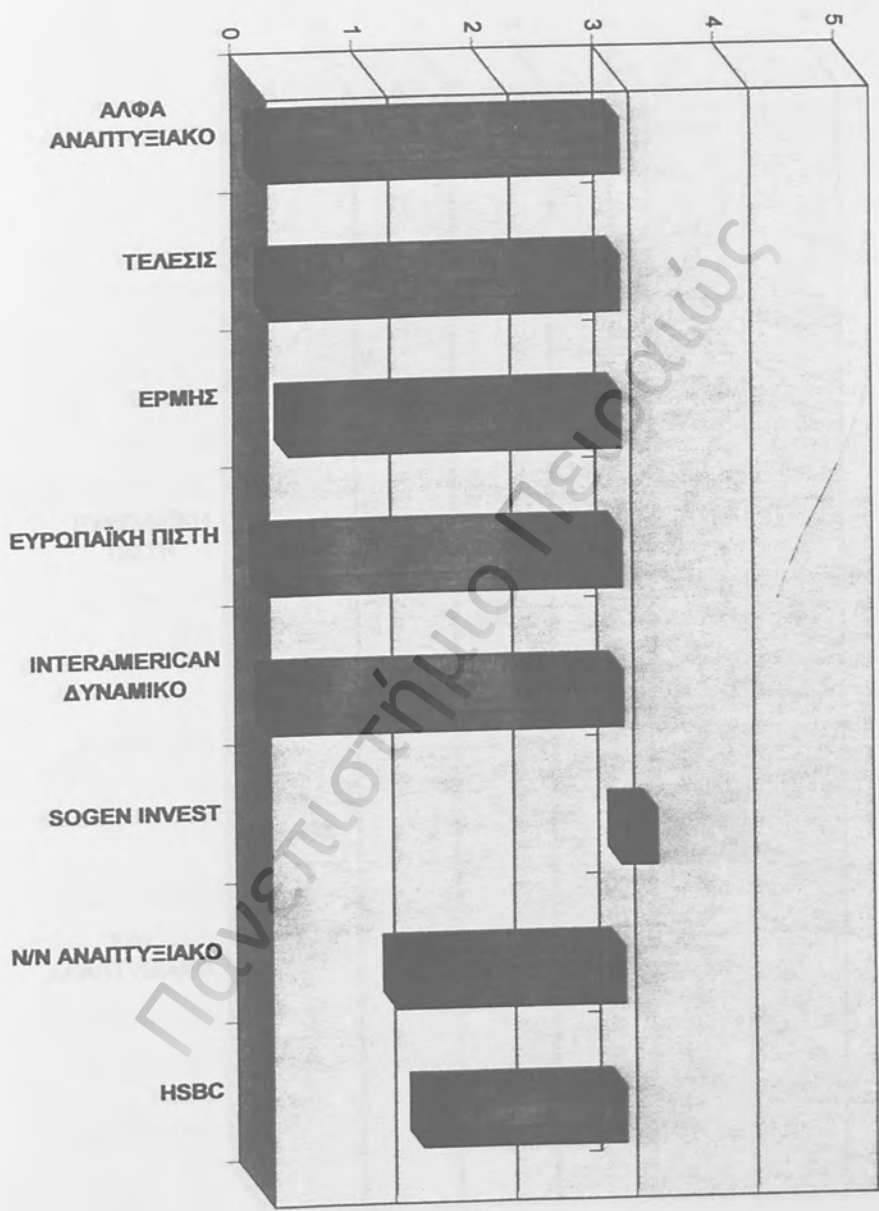 0
1
2
3
4
5
ΑΛΦΑ
ΑΝΑΠΤΥΞΙΑΚΟ
ΤΕΛΕΣΙΣ
ΕΡΜΗΣ
ΕΥΡΩΠΑΪΚΗ ΠΙΣΤΗ
INTERAMERICAN
ΔΥΝΑΜΙΚΟ
SOGEN INVEST
N/N ΑΝΑΠΤΥΞΙΑΚΟ
HSBC
Πανεπιστήμιο Πειραιώς